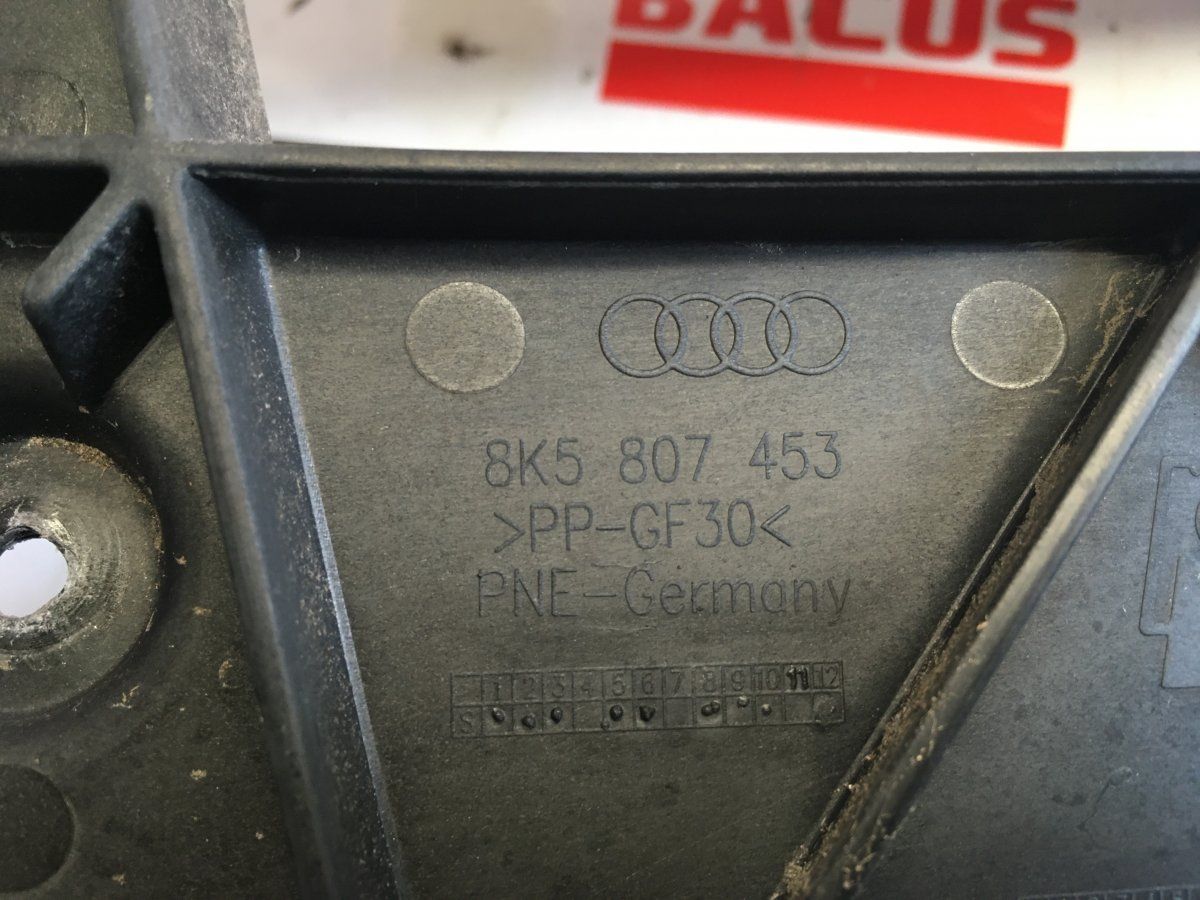 BACUS
8K5 807 453
>PP-GF30<
PNE-Germany
1 2 3 4 5 6 7 8 9 10 11 12
S